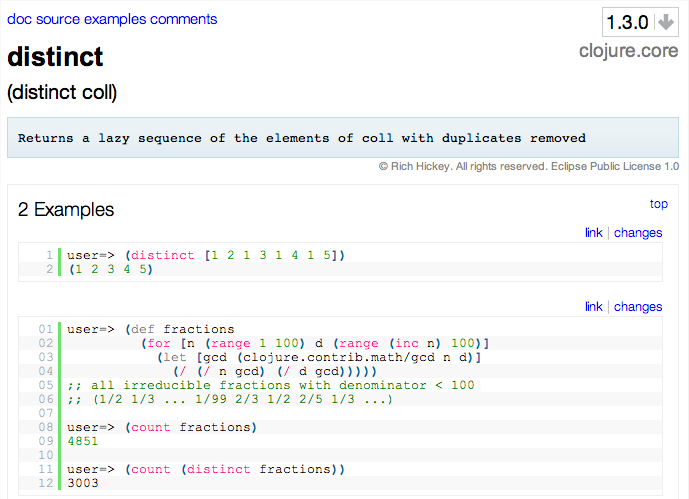 doc source examples comments
1.3.0
distinct
clojure.core
(distinct coll)
Returns a lazy sequence of the elements of coll with duplicates removed
© Rich Hickey. All rights reserved. Eclipse Public License 1.0
2 Examples
top
link | changes
1 user=> (distinct [1 2 1 3 1 4 1 5])
2 (1 2 3 4 5)
link | changes
01 user=> (def fractions
02          (for [n (range 1 100) d (range (inc n) 100)]
03            (let [gcd (clojure.contrib.math/gcd n d)]
04              (/ (/ n gcd) (/ d gcd)))))
05 ;; all irreducible fractions with denominator < 100
06 ;; (1/2 1/3 ... 1/99 2/3 1/2 2/5 1/3 ...)
07
08 user=> (count fractions)
09 4851
10
11 user=> (count (distinct fractions))
12 3003